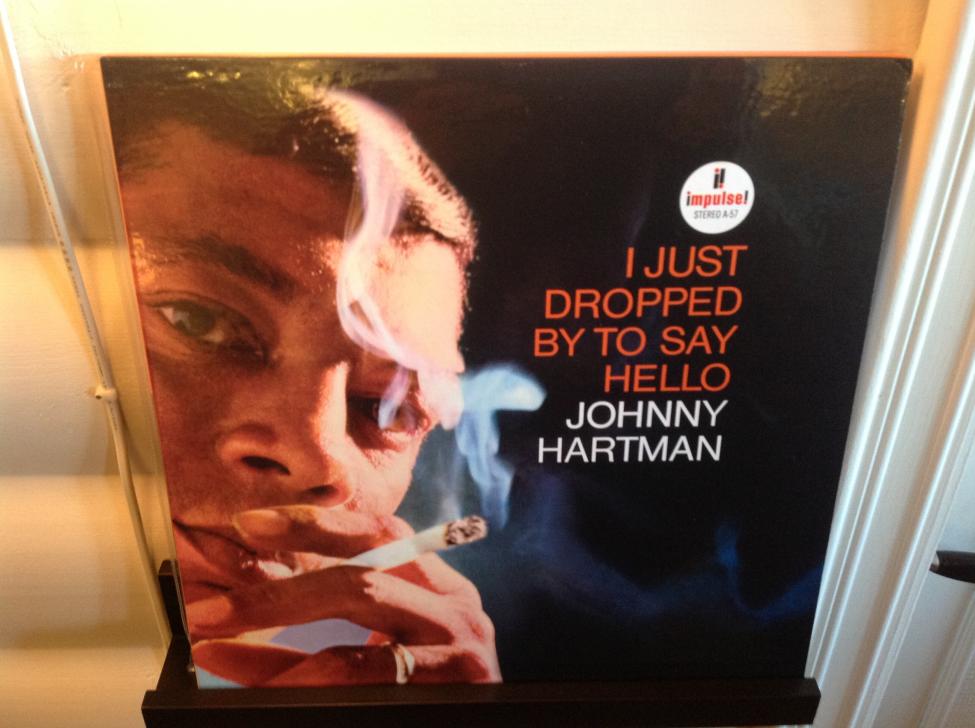 impulse!
STEREO A-57
I JUST
DROPPED
BY TO SAY
HELLO
JOHNNY
HARTMAN